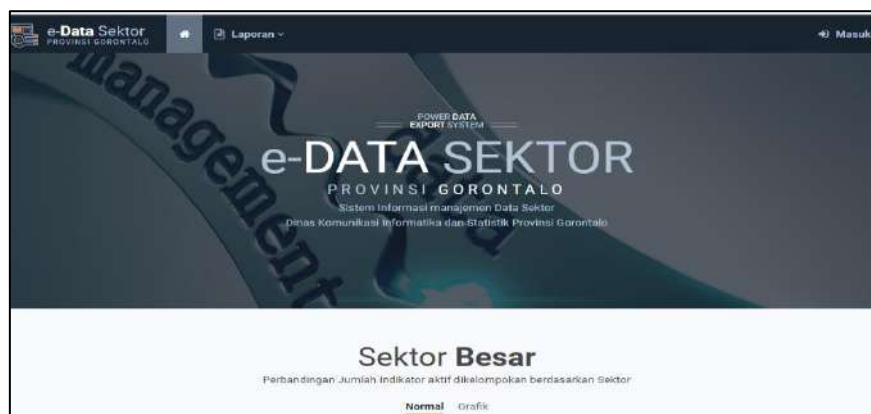 e-Data Sektor
PROVINSI GORONTALO
Laporan
Masuk
management
data
POWER DATA
EXPORT SYSTEM
e-DATA SEKTOR
PROVINSI GORONTALO
Sistem Informasi manajemen Data Sektor
Dinas Komunikasi Informatika dan Statistik Provinsi Gorontalo
Sektor Besar
Perbandingan Jumlah Indikator aktif dikelompokan berdasarkan Sektor
Normal Grafik